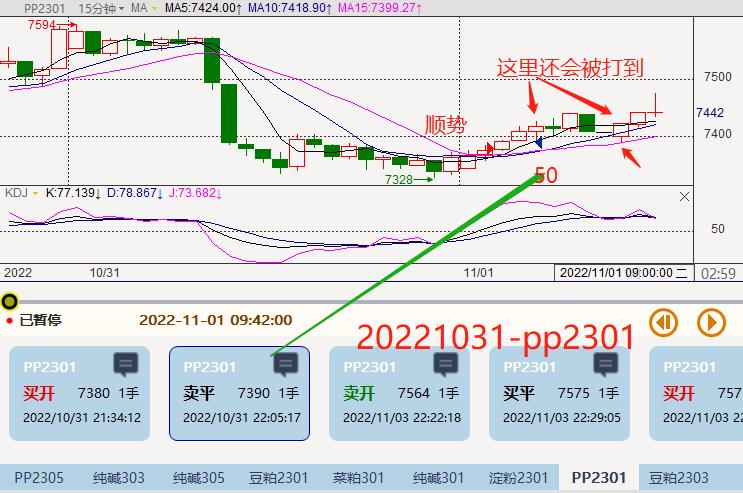 PP2301 15分钟 MA MA5:7424.00↑ MA10:7418.90↑ MA15:7399.27↑
7594
这里还会被打到
7500
7442
顺势
7400
7328
50
KDJ K:77.139↓ D:78.867↓ J:73.682↓
50
2022 10/31 11/01 2022/11/01 09:00:00 二 02:59
已暂停 2022-11-01 09:42:00
20221031-pp2301
PP2301 PP2301 PP2301 PP2301 PP2301
买开 7380 1手 卖平 7390 1手 卖开 7564 1手 买平 7575 1手 买开 757
2022/10/31 21:34:12 2022/10/31 22:05:17 2022/11/03 22:22:18 2022/11/03 22:29:05 2022/11/03 22
PP2305 纯碱303 纯碱305 豆粕2301 菜粕301 纯碱301 淀粉2301 PP2301 豆粕2303